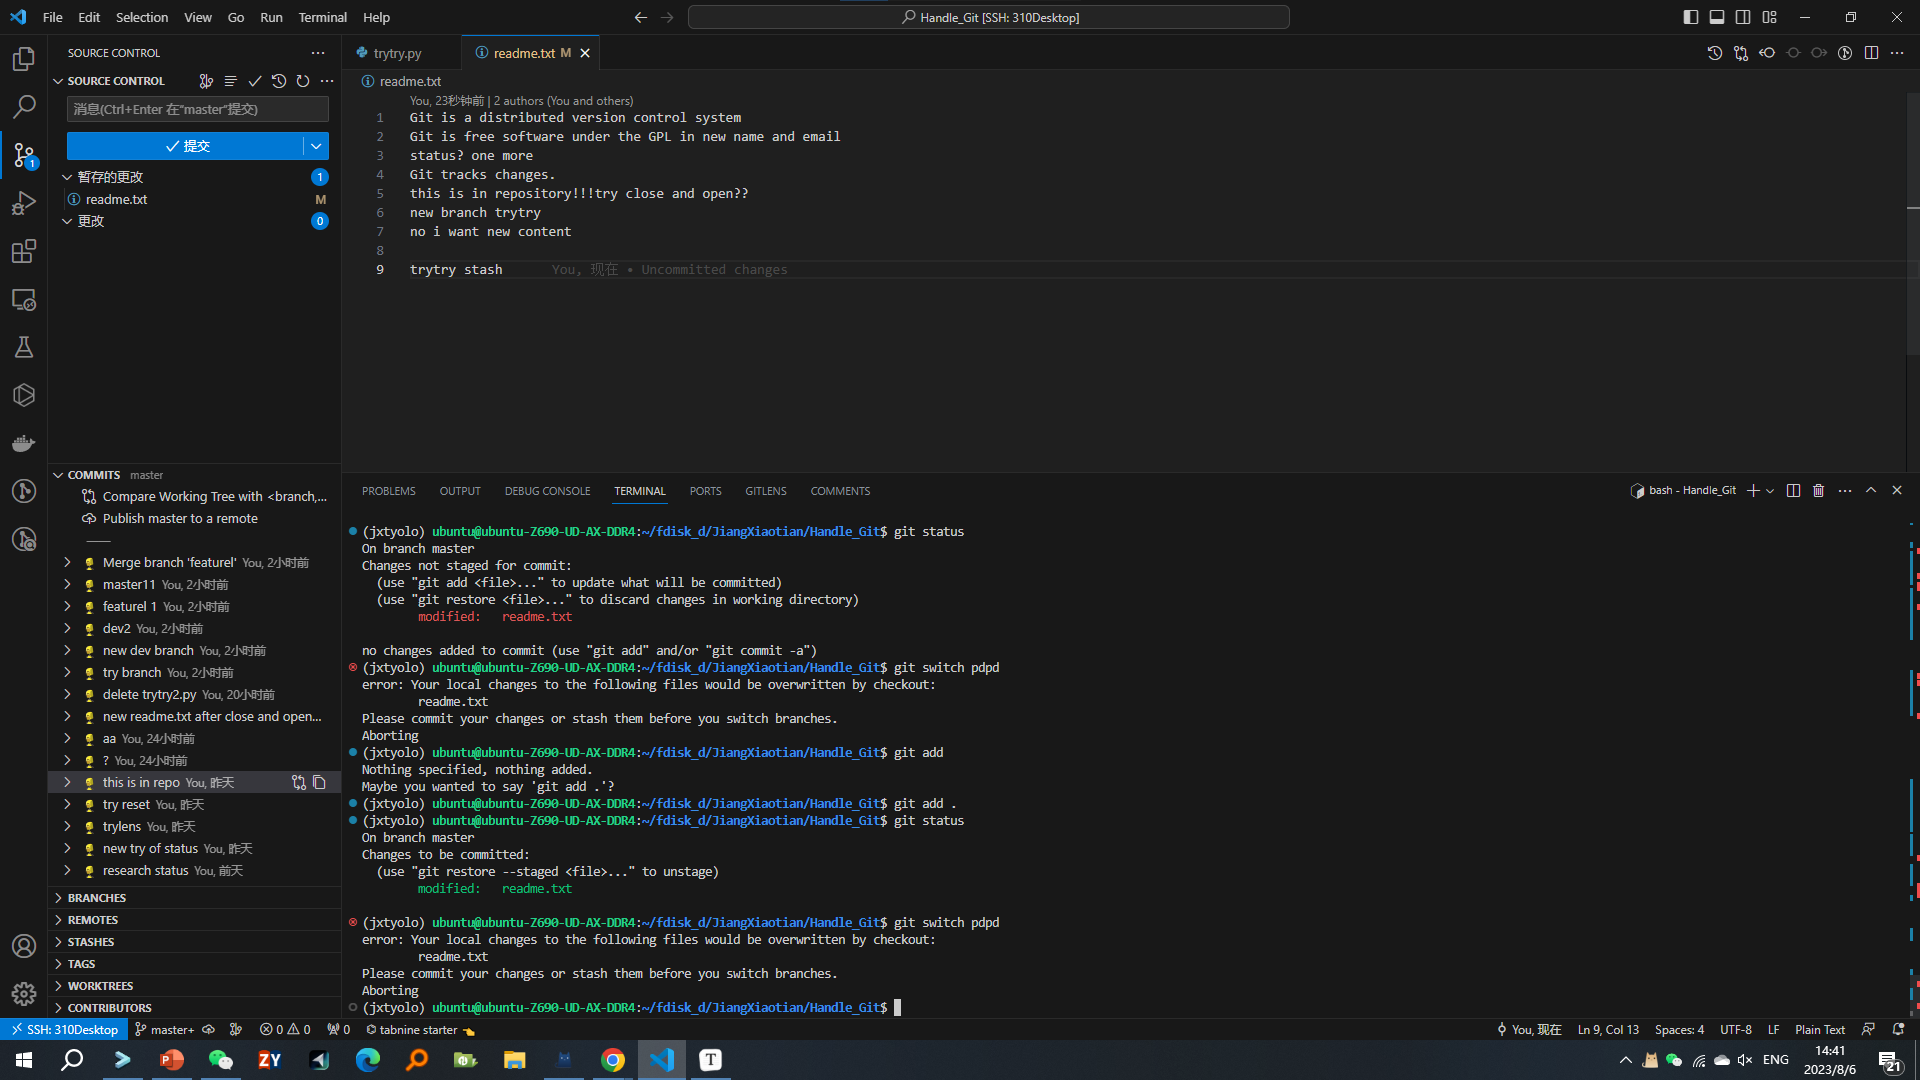 File Edit Selection View Go Run Terminal Help
Handle_Git [SSH: 310Desktop]
SOURCE CONTROL
SOURCE CONTROL
消息(Ctrl+Enter 在"master"提交)
提交
暂存的更改 1
readme.txt M
更改 0
COMMITS master
Compare Working Tree with <branch,...
Publish master to a remote
Merge branch 'featurel' You, 2小时前
master11 You, 2小时前
featurel 1 You, 2小时前
dev2 You, 2小时前
new dev branch You, 2小时前
try branch You, 2小时前
delete trytry2.py You, 20小时前
new readme.txt after close and open...
aa You, 24小时前
? You, 24小时前
this is in repo You, 昨天
try reset You, 昨天
trylens You, 昨天
new try of status You, 昨天
research status You, 前天
BRANCHES
REMOTES
STASHES
TAGS
WORKTREES
CONTRIBUTORS
trytry.py
readme.txt M
readme.txt
You, 23秒钟前 | 2 authors (You and others)
1 Git is a distributed version control system
2 Git is free software under the GPL in new name and email
3 status? one more
4 Git tracks changes.
5 this is in repository!!!try close and open??
6 new branch trytry
7 no i want new content
8
9 trytry stash You, 现在 • Uncommitted changes
PROBLEMS OUTPUT DEBUG CONSOLE TERMINAL PORTS GITLENS COMMENTS
bash - Handle_Git
(jxtyolo) ubuntu@ubuntu-Z690-UD-AX-DDR4:~/fdisk_d/JiangXiaotian/Handle_Git$ git status
On branch master
Changes not staged for commit:
(use "git add <file>..." to update what will be committed)
(use "git restore <file>..." to discard changes in working directory)
modified: readme.txt
no changes added to commit (use "git add" and/or "git commit -a")
(jxtyolo) ubuntu@ubuntu-Z690-UD-AX-DDR4:~/fdisk_d/JiangXiaotian/Handle_Git$ git switch pdpd
error: Your local changes to the following files would be overwritten by checkout:
readme.txt
Please commit your changes or stash them before you switch branches.
Aborting
(jxtyolo) ubuntu@ubuntu-Z690-UD-AX-DDR4:~/fdisk_d/JiangXiaotian/Handle_Git$ git add
Nothing specified, nothing added.
Maybe you wanted to say 'git add .'?
(jxtyolo) ubuntu@ubuntu-Z690-UD-AX-DDR4:~/fdisk_d/JiangXiaotian/Handle_Git$ git add .
(jxtyolo) ubuntu@ubuntu-Z690-UD-AX-DDR4:~/fdisk_d/JiangXiaotian/Handle_Git$ git status
On branch master
Changes to be committed:
(use "git restore --staged <file>..." to unstage)
modified: readme.txt
(jxtyolo) ubuntu@ubuntu-Z690-UD-AX-DDR4:~/fdisk_d/JiangXiaotian/Handle_Git$ git switch pdpd
error: Your local changes to the following files would be overwritten by checkout:
readme.txt
Please commit your changes or stash them before you switch branches.
Aborting
(jxtyolo) ubuntu@ubuntu-Z690-UD-AX-DDR4:~/fdisk_d/JiangXiaotian/Handle_Git$
SSH: 310Desktop master+ 0 0 0 tabnine starter You, 现在 Ln 9, Col 13 Spaces: 4 UTF-8 LF Plain Text
ZY T ENG 14:41
2023/8/6 21